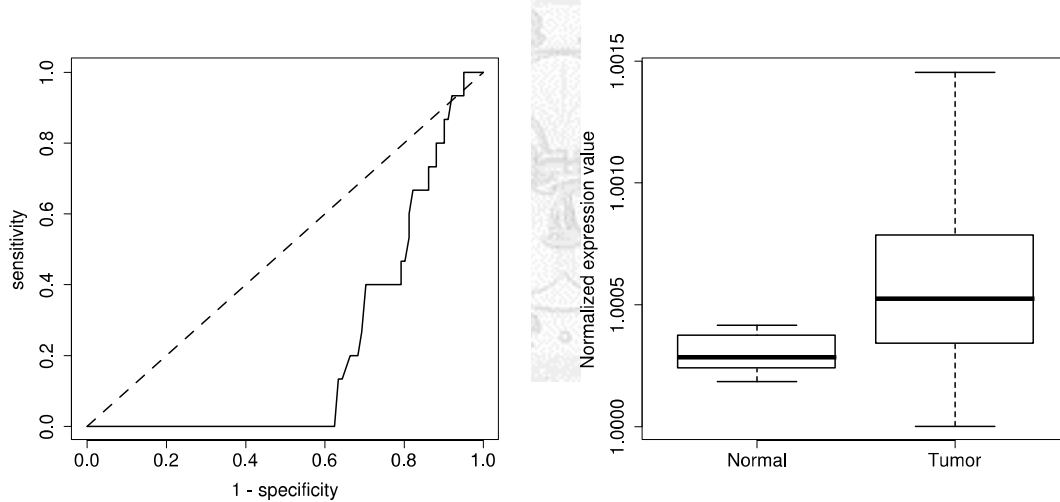 sensitivity
1.0
0.8
0.6
0.4
0.2
0.0
0.0 0.2 0.4 0.6 0.8 1.0
1 - specificity
Normalized expression value
1.0015
1.0010
1.0005
1.0000
Normal Tumor